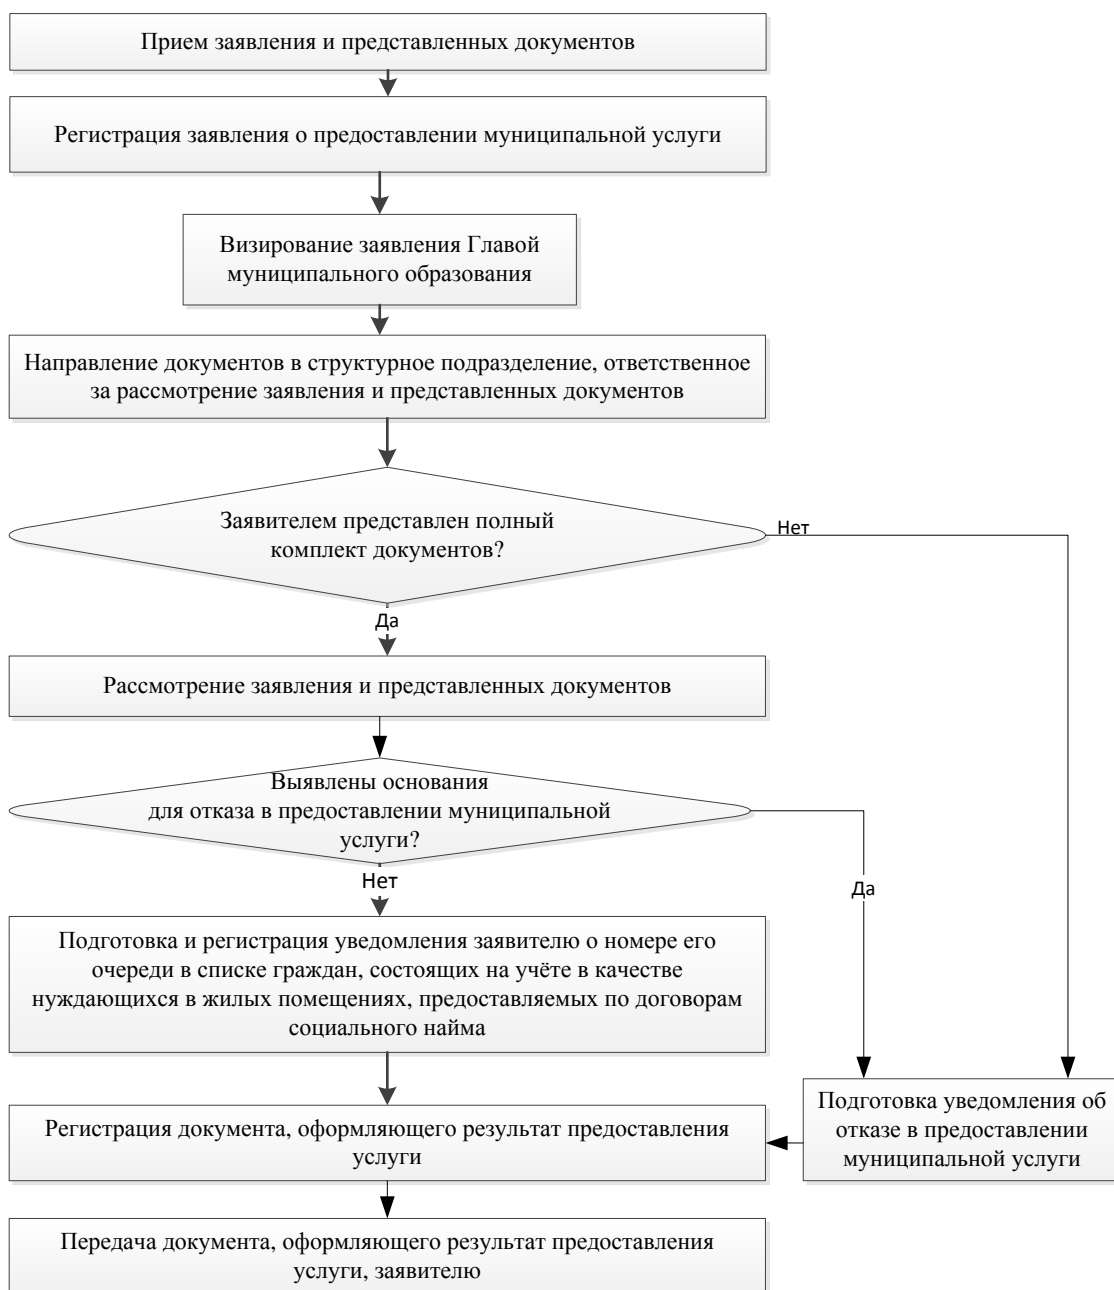 Прием заявления и представленных документов
Регистрация заявления о предоставлении муниципальной услуги
Визирование заявления Главой
муниципального образования
Направление документов в структурное подразделение, ответственное
за рассмотрение заявления и представленных документов
Заявителем представлен полный
комплект документов?
Нет
Да
Рассмотрение заявления и представленных документов
Выявлены основания
для отказа в предоставлении муниципальной
услуги?
Нет
Да
Подготовка и регистрация уведомления заявителю о номере его
очереди в списке граждан, состоящих на учёте в качестве
нуждающихся в жилых помещениях, предоставляемых по договорам
социального найма
Подготовка уведомления об
отказе в предоставлении
муниципальной услуги
Регистрация документа, оформляющего результат предоставления
услуги
Передача документа, оформляющего результат предоставления
услуги, заявителю